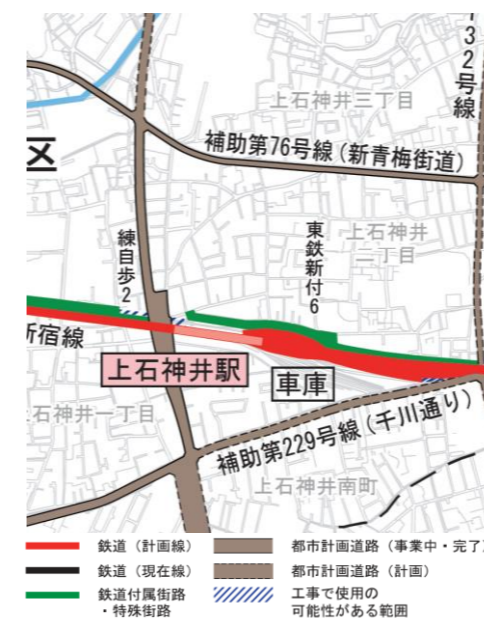 132号線
上石神井三丁目
区
補助第76号線(新青梅街道)
練自歩2
東鉄新付6
上石神井
二丁目
新宿線
上石神井駅
車庫
石神井一丁目
補助第229号線(千川通り)
上石神井南町
鉄道(計画線)
都市計画道路(事業中・完了)
鉄道(現在線)
都市計画道路(計画)
鉄道付属街路
・特殊街路
工事で使用の
可能性がある範囲